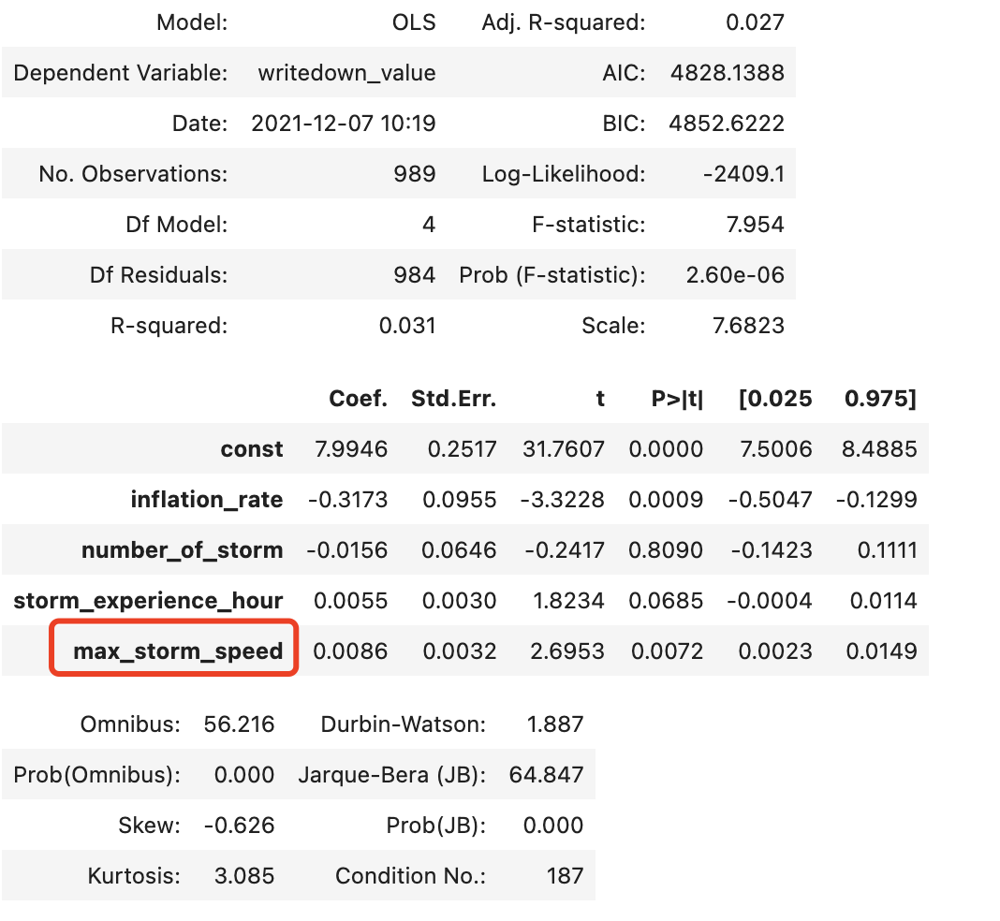 Model: OLS Adj. R-squared: 0.027
Dependent Variable: writedown_value AIC: 4828.1388
Date: 2021-12-07 10:19 BIC: 4852.6222
No. Observations: 989 Log-Likelihood: -2409.1
Df Model: 4 F-statistic: 7.954
Df Residuals: 984 Prob (F-statistic): 2.60e-06
R-squared: 0.031 Scale: 7.6823
Coef. Std.Err. t P>|t| [0.025 0.975]
const 7.9946 0.2517 31.7607 0.0000 7.5006 8.4885
inflation_rate -0.3173 0.0955 -3.3228 0.0009 -0.5047 -0.1299
number_of_storm -0.0156 0.0646 -0.2417 0.8090 -0.1423 0.1111
storm_experience_hour 0.0055 0.0030 1.8234 0.0685 -0.0004 0.0114
max_storm_speed 0.0086 0.0032 2.6953 0.0072 0.0023 0.0149
Omnibus: 56.216 Durbin-Watson: 1.887
Prob(Omnibus): 0.000 Jarque-Bera (JB): 64.847
Skew: -0.626 Prob(JB): 0.000
Kurtosis: 3.085 Condition No.: 187